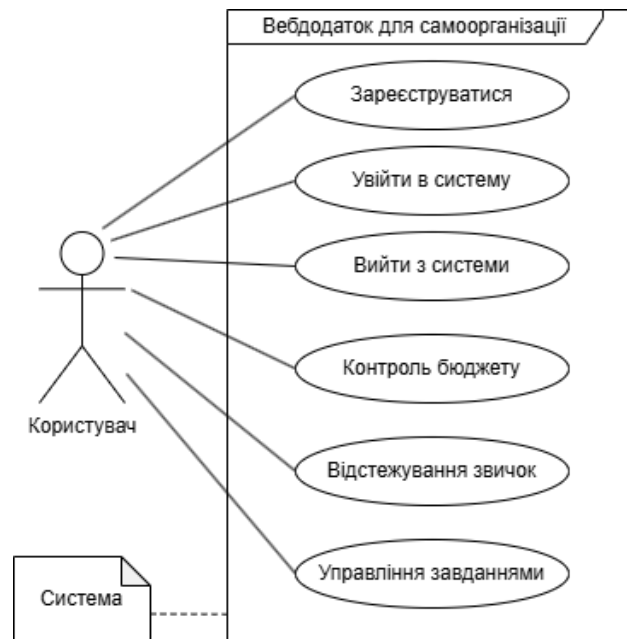 Вебдодаток для самоорганізації
Зареєструватися
Увійти в систему
Вийти з системи
Контроль бюджету
Користувач
Відстежування звичок
Управління завданнями
Система